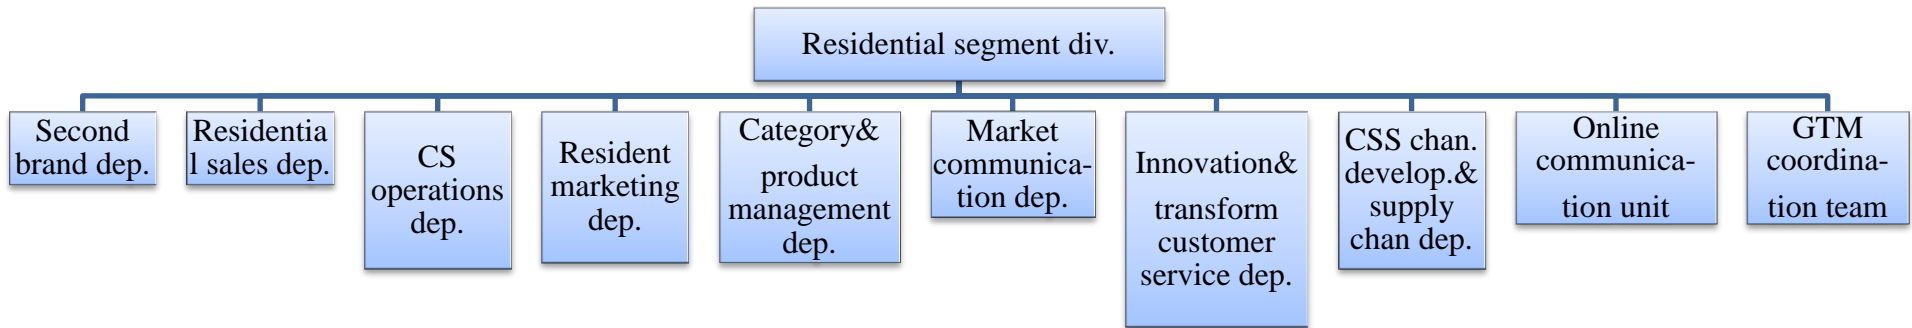 Residential segment div.
Second
brand dep.
Residentia
l sales dep.
CS
operations
dep.
Resident
marketing
dep.
Category&
product
management
dep.
Market
communica-
tion dep.
Innovation&
transform
customer
service dep.
CSS chan.
develop.&
supply
chan dep.
Online
communica-
tion unit
GTM
coordina-
tion team